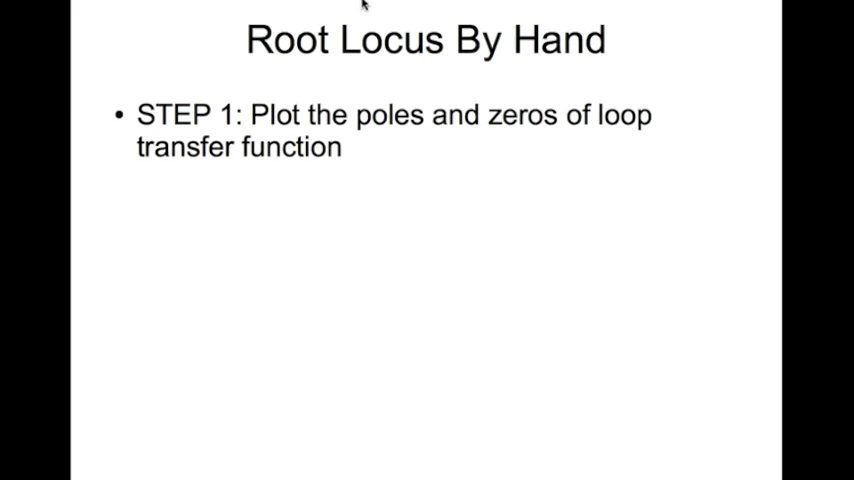 Root Locus By Hand
• STEP 1: Plot the poles and zeros of loop
transfer function